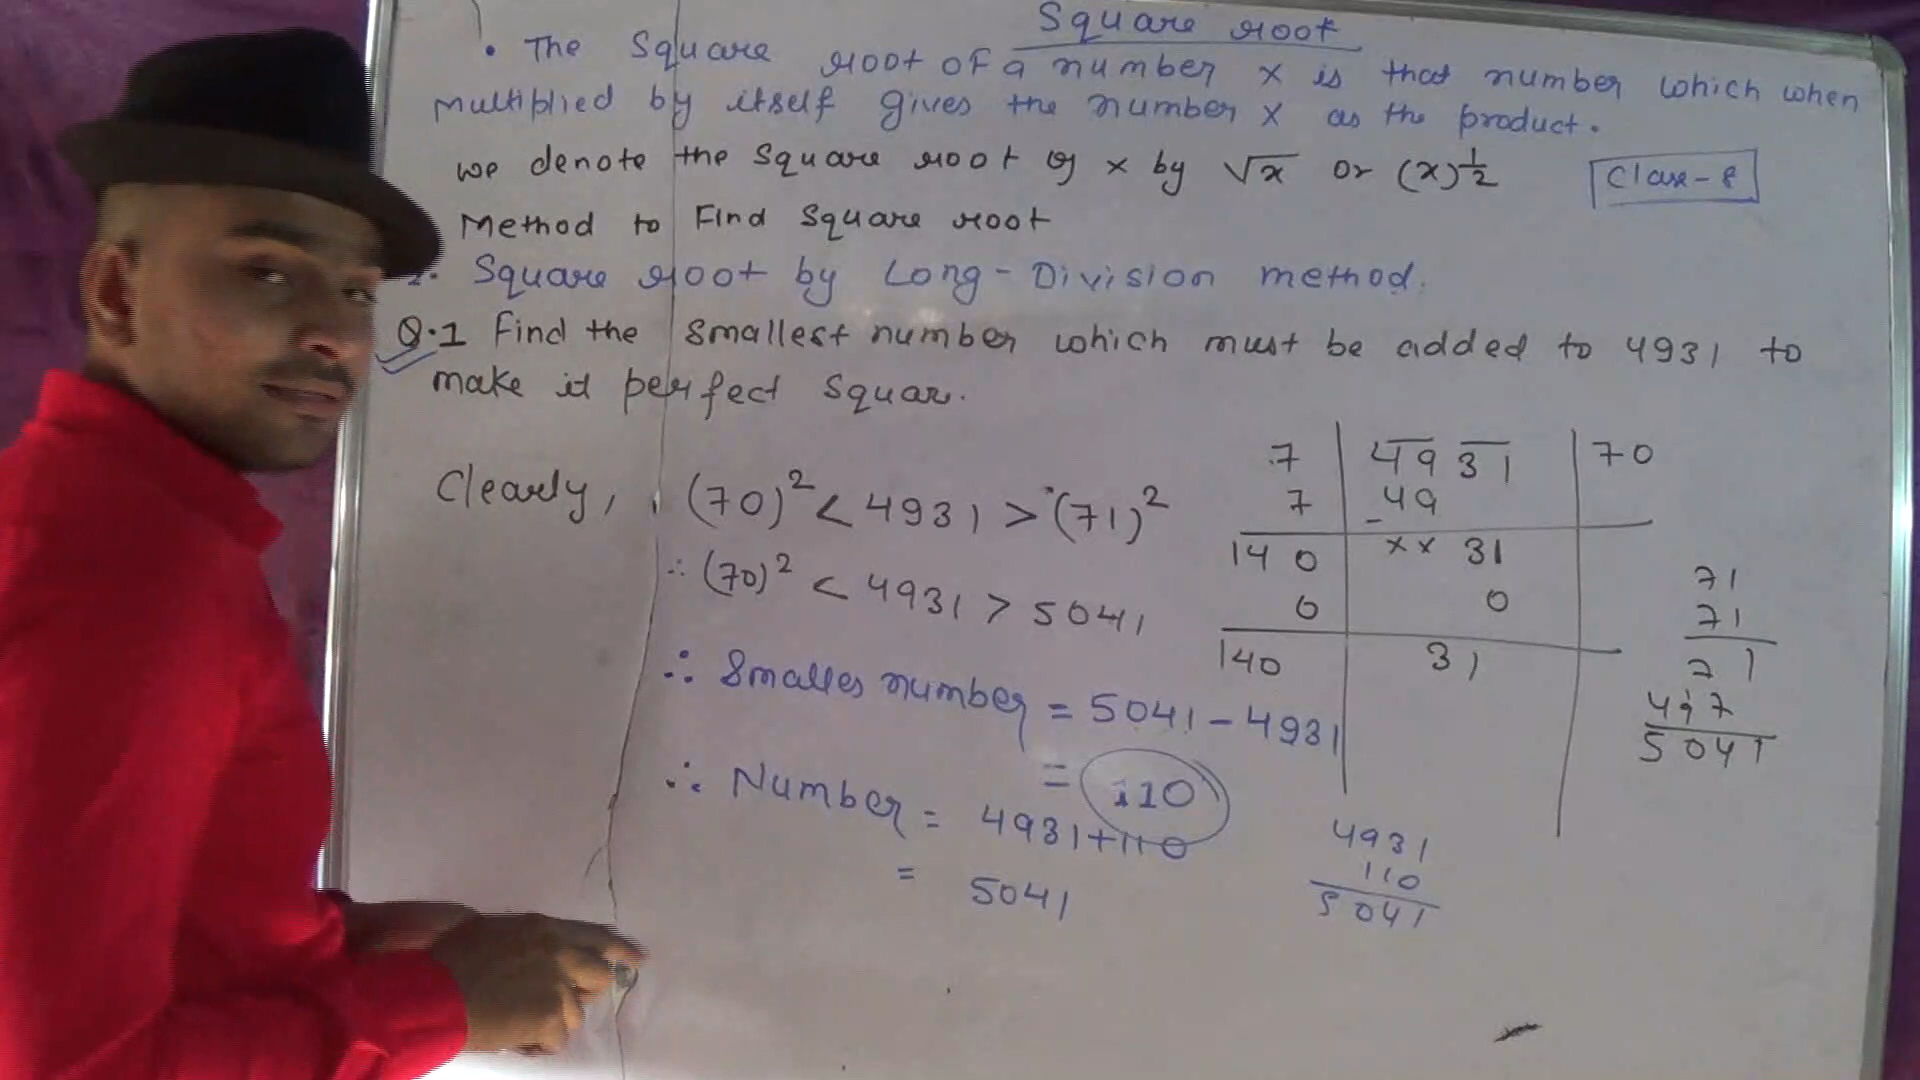 Square root
• The Square root of a number x is that number which when
multiplied by itself gives the number x as the product.
we denote the Square root of x by √x or (x)½
Class-8
Method to Find Square root
Square root by Long-Division method.
Q.1 Find the smallest number which must be added to 4931 to
make it perfect squar.
7 | 4931 | 70
7 | -49
140 | xx 31
0 | 0
140 | 31
Clearly, (70)² < 4931 > (71)²
∴ (70)² < 4931 > 5041
∴ Smalles number = 5041 - 4931
= 110
∴ Number = 4931+110
= 5041
71
71
71
497
5041
4931
110
5041